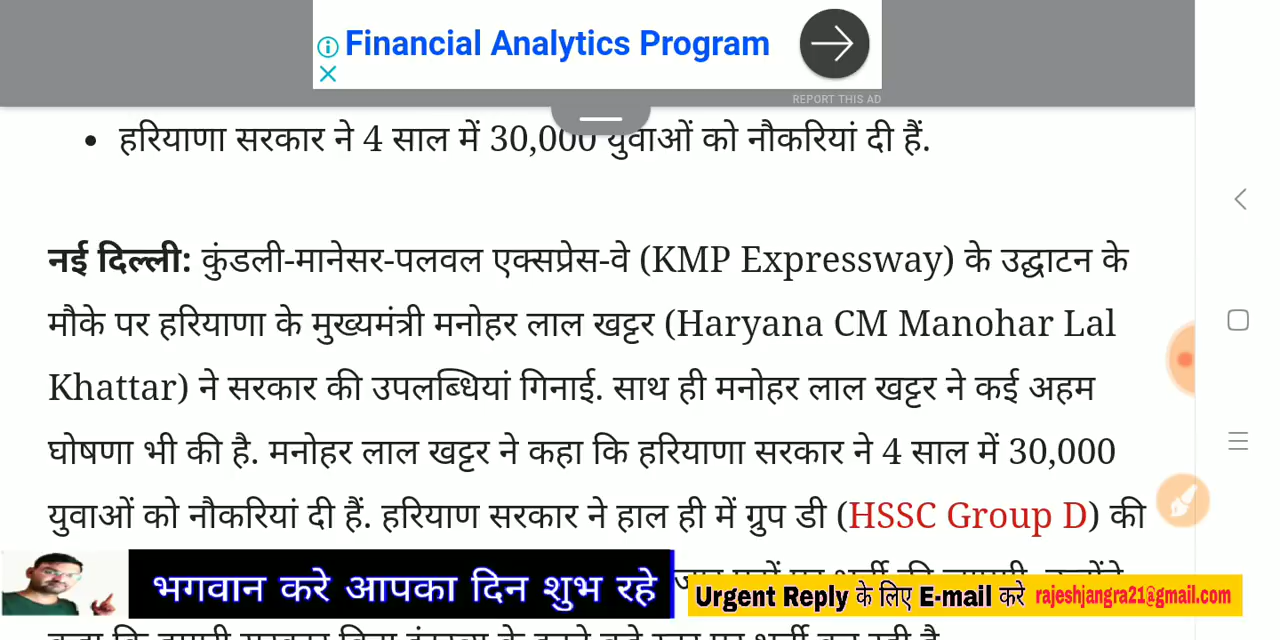 Financial Analytics Program
REPORT THIS AD
• हरियाणा सरकार ने 4 साल में 30,000 युवाओं को नौकरियां दी हैं.
नई दिल्ली: कुंडली-मानेसर-पलवल एक्सप्रेस-वे (KMP Expressway) के उद्घाटन के
मौके पर हरियाणा के मुख्यमंत्री मनोहर लाल खट्टर (Haryana CM Manohar Lal
Khattar) ने सरकार की उपलब्धियां गिनाई. साथ ही मनोहर लाल खट्टर ने कई अहम
घोषणा भी की है. मनोहर लाल खट्टर ने कहा कि हरियाणा सरकार ने 4 साल में 30,000
युवाओं को नौकरियां दी हैं. हरियाण सरकार ने हाल ही में ग्रुप डी (HSSC Group D) की
भगवान करे आपका दिन शुभ रहे
Urgent Reply के लिए E-mail करे rajeshjangra21@gmail.com